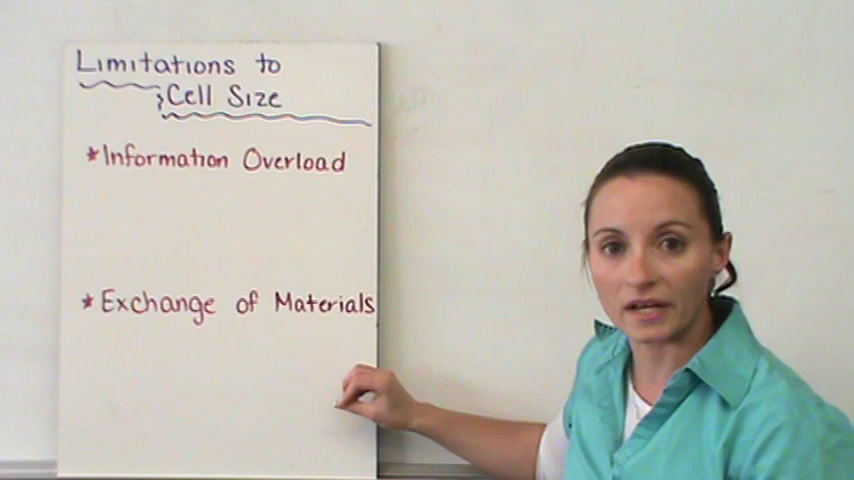 Limitations to
Cell Size
*Information Overload
*Exchange of Materials